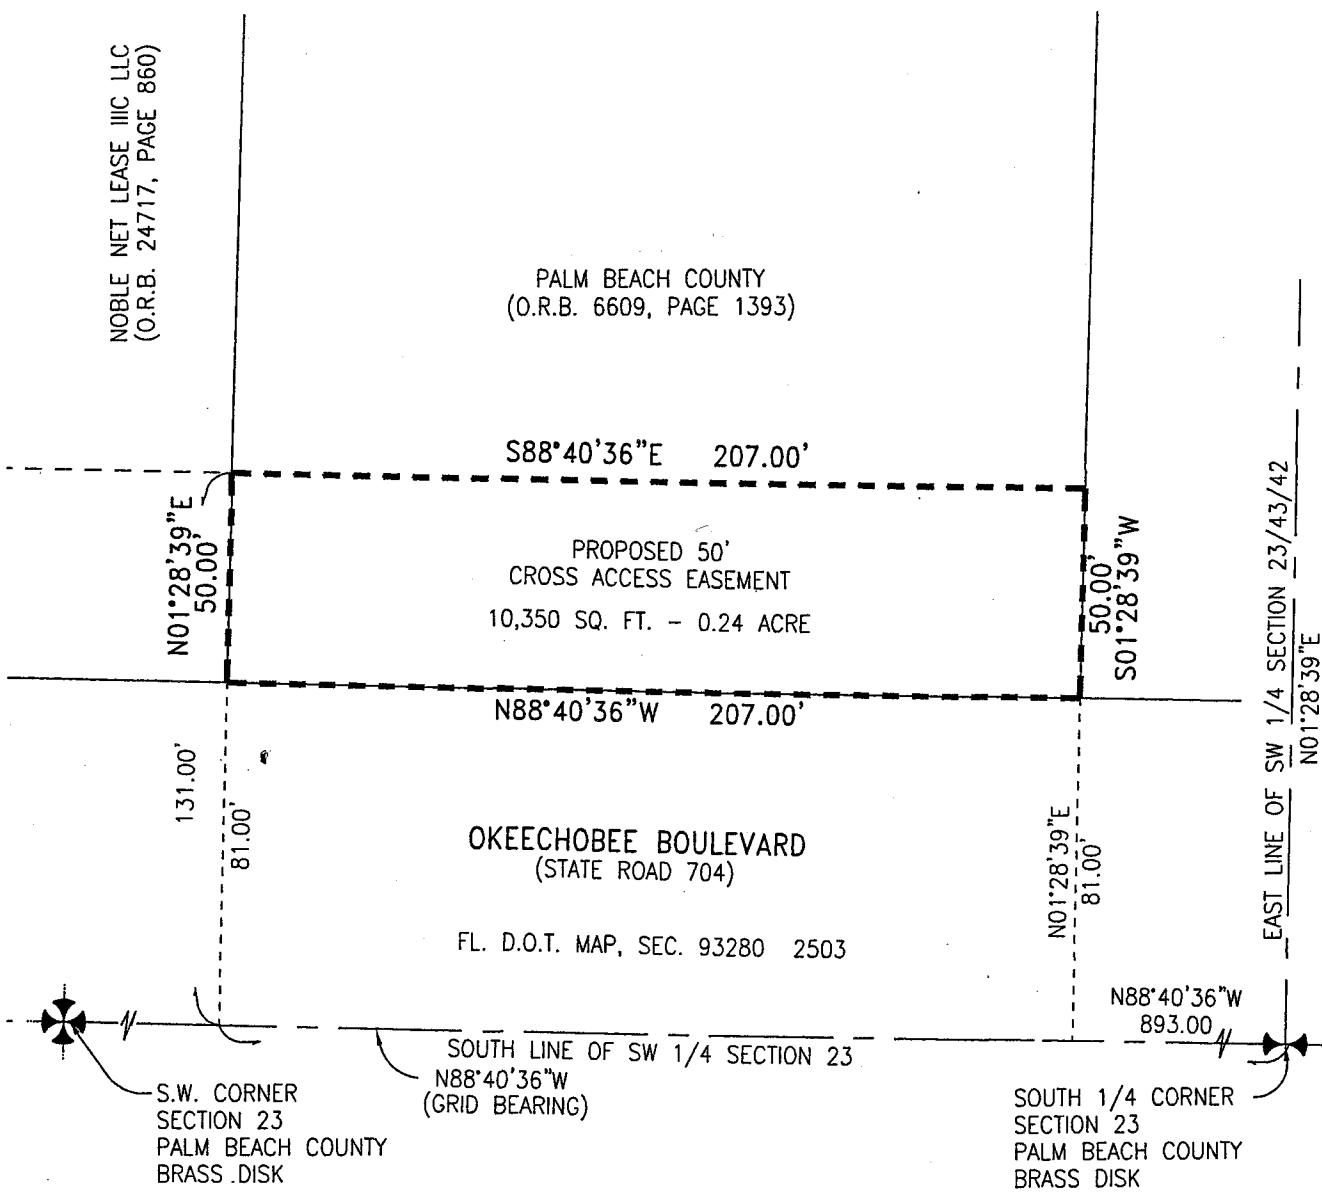 NOBLE NET LEASE IIIC LLC
(O.R.B. 24717, PAGE 860)
PALM BEACH COUNTY
(O.R.B. 6609, PAGE 1393)
S88°40'36"E 207.00'
N01°28'39"E
50.00'
PROPOSED 50'
CROSS ACCESS EASEMENT
10,350 SQ. FT. - 0.24 ACRE
50.00'
S01°28'39"W
EAST LINE OF SW 1/4 SECTION 23/43/42
N01°28'39"E
N88°40'36"W 207.00'
131.00'
81.00'
OKEECHOBEE BOULEVARD
(STATE ROAD 704)
N01°28'39"E
81.00'
FL. D.O.T. MAP, SEC. 93280 2503
N88°40'36"W
893.00
SOUTH LINE OF SW 1/4 SECTION 23
N88°40'36"W
(GRID BEARING)
S.W. CORNER
SECTION 23
PALM BEACH COUNTY
BRASS DISK
SOUTH 1/4 CORNER
SECTION 23
PALM BEACH COUNTY
BRASS DISK